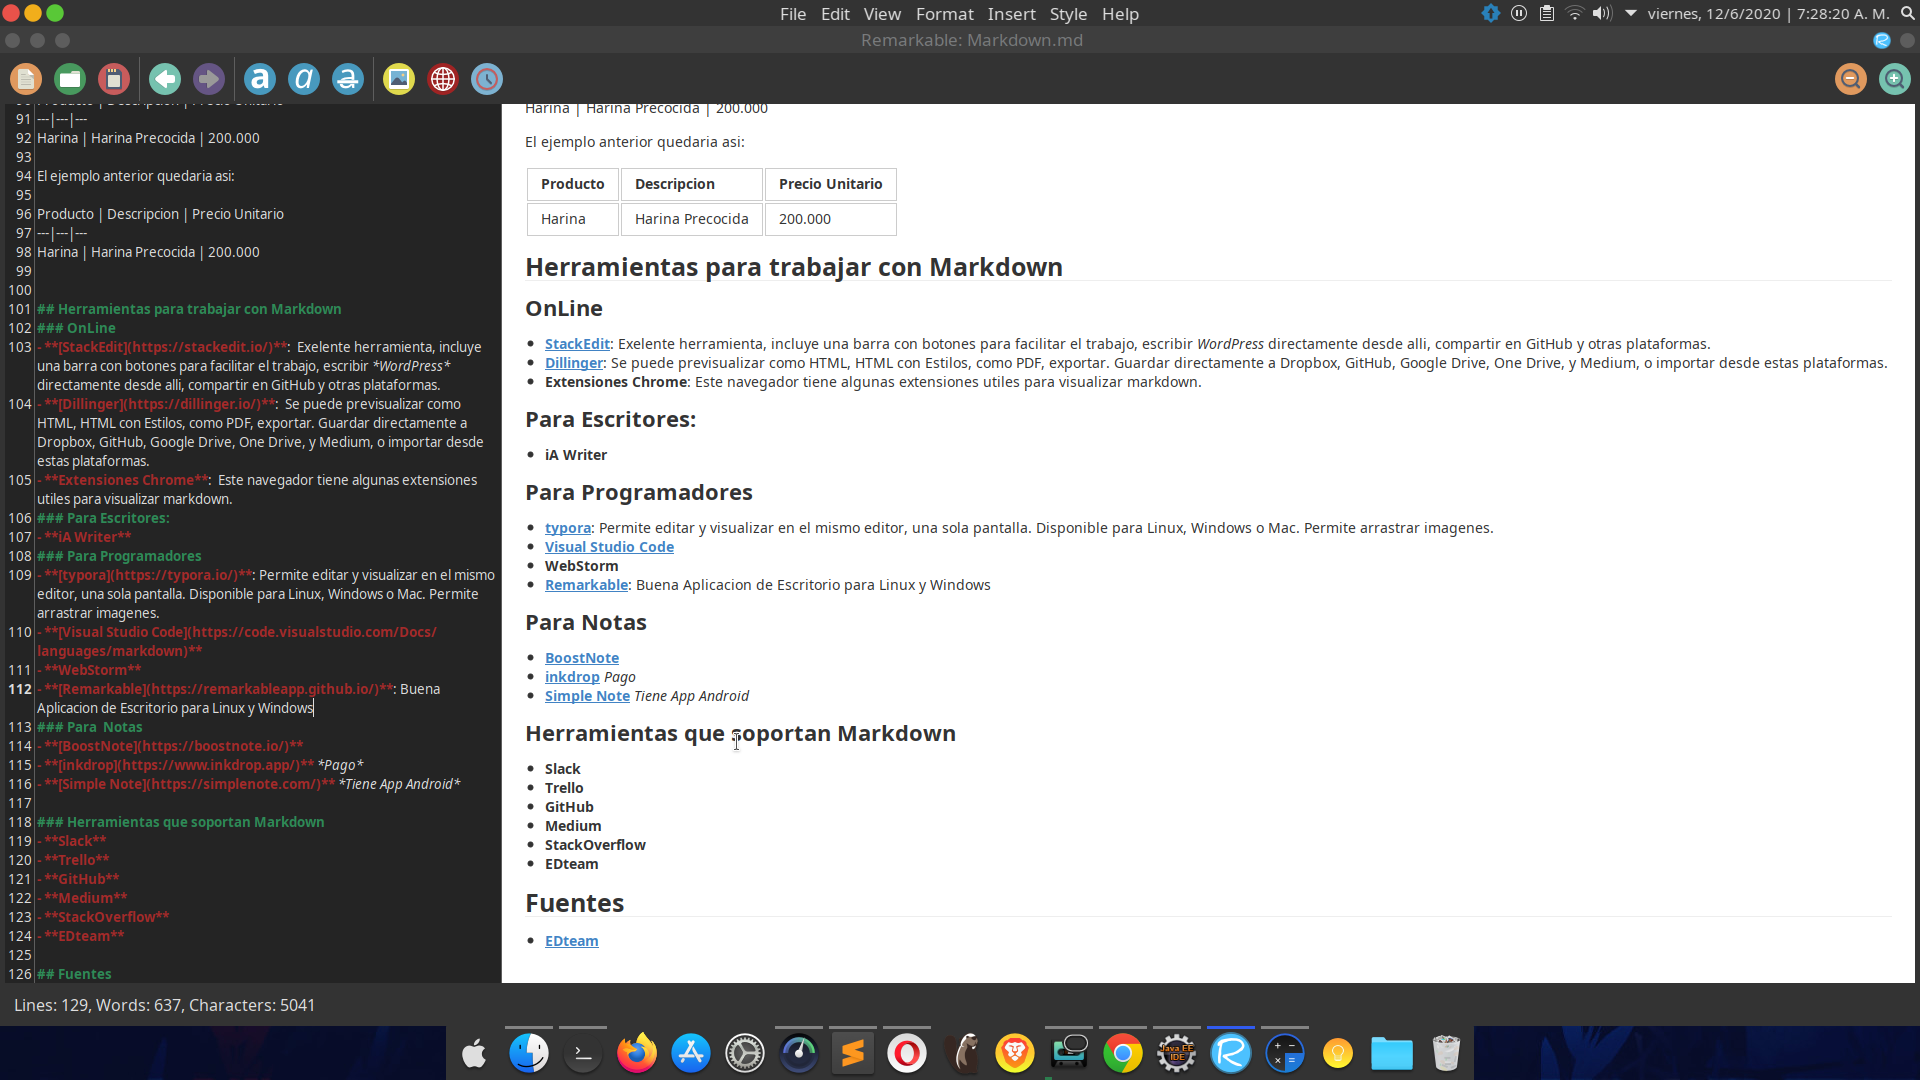 File Edit View Format Insert Style Help
viernes, 12/6/2020 | 7:28:20 A. M.
Remarkable: Markdown.md
90 Producto | Descripcion | Precio Unitario
91 ---|---|---
92 Harina | Harina Precocida | 200.000
93
94 El ejemplo anterior quedaria asi:
95
96 Producto | Descripcion | Precio Unitario
97 ---|---|---
98 Harina | Harina Precocida | 200.000
99
100
101 ## Herramientas para trabajar con Markdown
102 ### OnLine
103 - **[StackEdit](https://stackedit.io/)**:  Exelente herramienta, incluye
una barra con botones para facilitar el trabajo, escribir *WordPress*
directamente desde alli, compartir en GitHub y otras plataformas.
104 - **[Dillinger](https://dillinger.io/)**:  Se puede previsualizar como
HTML, HTML con Estilos, como PDF, exportar. Guardar directamente a
Dropbox, GitHub, Google Drive, One Drive, y Medium, o importar desde
estas plataformas.
105 - **Extensiones Chrome**:  Este navegador tiene algunas extensiones
utiles para visualizar markdown.
106 ### Para Escritores:
107 - **iA Writer**
108 ### Para Programadores
109 - **[typora](https://typora.io/)**: Permite editar y visualizar en el mismo
editor, una sola pantalla. Disponible para Linux, Windows o Mac. Permite
arrastrar imagenes.
110 - **[Visual Studio Code](https://code.visualstudio.com/Docs/
languages/markdown)**
111 - **WebStorm**
112 - **[Remarkable](https://remarkableapp.github.io/)**: Buena
Aplicacion de Escritorio para Linux y Windows
113 ### Para  Notas
114 - **[BoostNote](https://boostnote.io/)**
115 - **[inkdrop](https://www.inkdrop.app/)** *Pago*
116 - **[Simple Note](https://simplenote.com/)** *Tiene App Android*
117
118 ### Herramientas que soportan Markdown
119 - **Slack**
120 - **Trello**
121 - **GitHub**
122 - **Medium**
123 - **StackOverflow**
124 - **EDteam**
125
126 ## Fuentes
Harina | Harina Precocida | 200.000
El ejemplo anterior quedaria asi:
Producto Descripcion Precio Unitario
Harina Harina Precocida 200.000
Herramientas para trabajar con Markdown
OnLine
StackEdit: Exelente herramienta, incluye una barra con botones para facilitar el trabajo, escribir WordPress directamente desde alli, compartir en GitHub y otras plataformas.
Dillinger: Se puede previsualizar como HTML, HTML con Estilos, como PDF, exportar. Guardar directamente a Dropbox, GitHub, Google Drive, One Drive, y Medium, o importar desde estas plataformas.
Extensiones Chrome: Este navegador tiene algunas extensiones utiles para visualizar markdown.
Para Escritores:
iA Writer
Para Programadores
typora: Permite editar y visualizar en el mismo editor, una sola pantalla. Disponible para Linux, Windows o Mac. Permite arrastrar imagenes.
Visual Studio Code
WebStorm
Remarkable: Buena Aplicacion de Escritorio para Linux y Windows
Para Notas
BoostNote
inkdrop Pago
Simple Note Tiene App Android
Herramientas que soportan Markdown
Slack
Trello
GitHub
Medium
StackOverflow
EDteam
Fuentes
EDteam
Lines: 129, Words: 637, Characters: 5041
Java EE
IDE